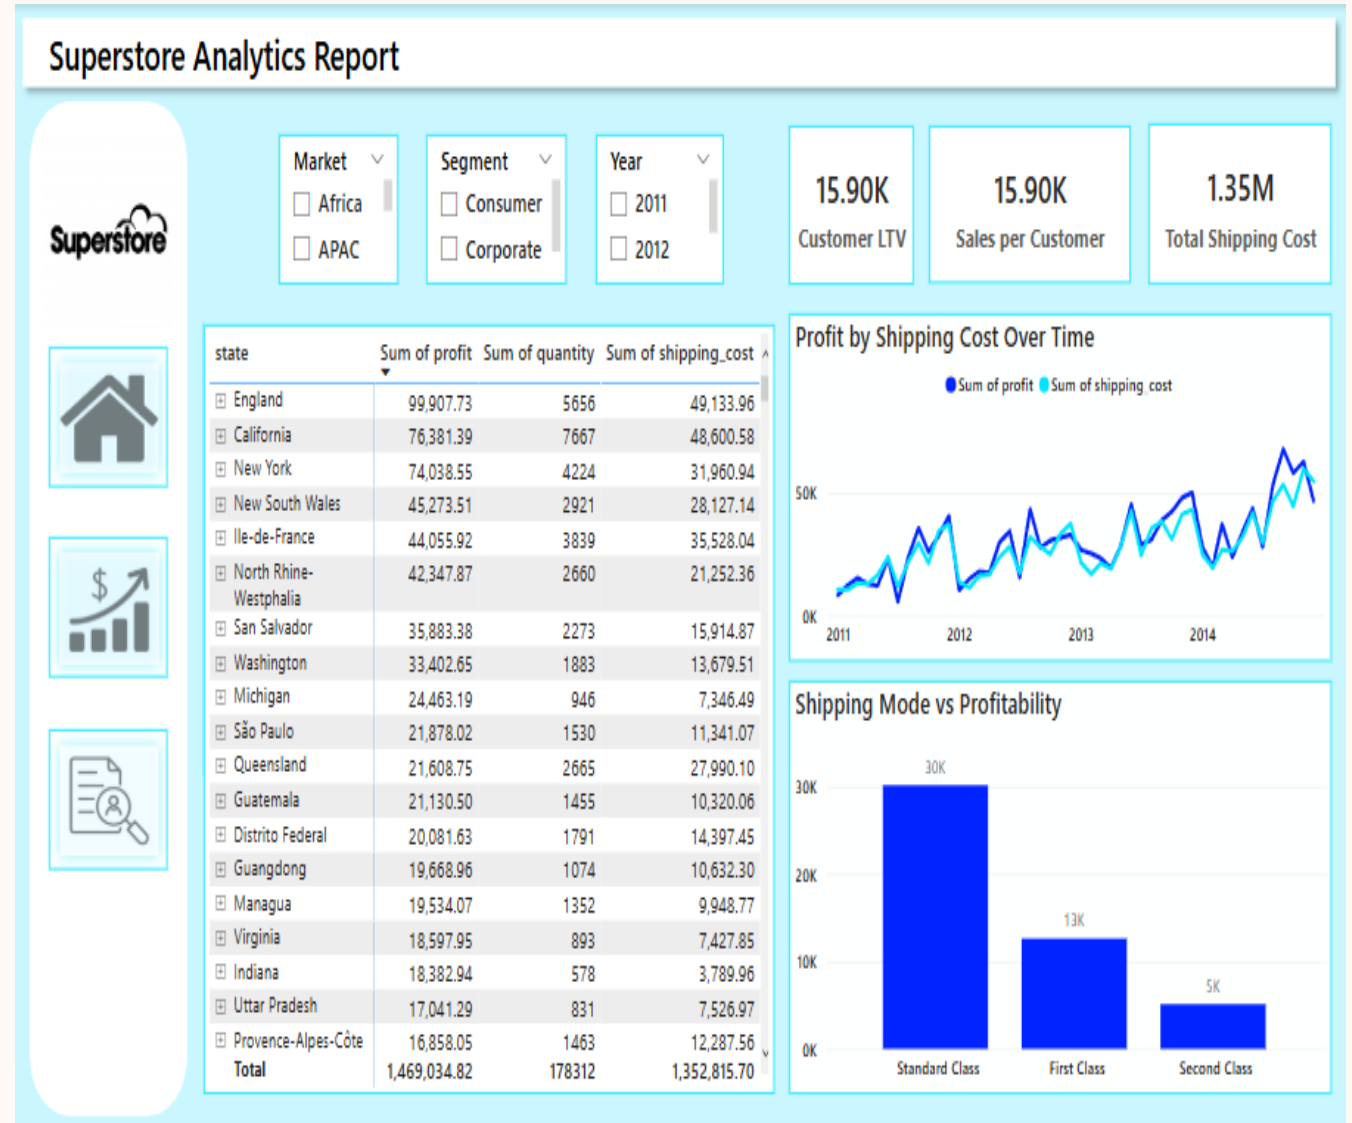 Superstore Analytics Report
Superstore
Market
Africa
APAC
Segment
Consumer
Corporate
Year
2011
2012
15.90K
Customer LTV
15.90K
Sales per Customer
1.35M
Total Shipping Cost
state Sum of profit Sum of quantity Sum of shipping_cost
England 99,907.73 5656 49,133.96
California 76,381.39 7667 48,600.58
New York 74,038.55 4224 31,960.94
New South Wales 45,273.51 2921 28,127.14
Ile-de-France 44,055.92 3839 35,528.04
North Rhine- 42,347.87 2660 21,252.36
Westphalia
San Salvador 35,883.38 2273 15,914.87
Washington 33,402.65 1883 13,679.51
Michigan 24,463.19 946 7,346.49
São Paulo 21,878.02 1530 11,341.07
Queensland 21,608.75 2665 27,990.10
Guatemala 21,130.50 1455 10,320.06
Distrito Federal 20,081.63 1791 14,397.45
Guangdong 19,668.96 1074 10,632.30
Managua 19,534.07 1352 9,948.77
Virginia 18,597.95 893 7,427.85
Indiana 18,382.94 578 3,789.96
Uttar Pradesh 17,041.29 831 7,526.97
Provence-Alpes-Côte 16,858.05 1463 12,287.56
Total 1,469,034.82 178312 1,352,815.70
Profit by Shipping Cost Over Time
Sum of profit Sum of shipping_cost
50K
0K
2011 2012 2013 2014
Shipping Mode vs Profitability
30K
30K
20K
13K
10K
5K
0K
Standard Class First Class Second Class
$